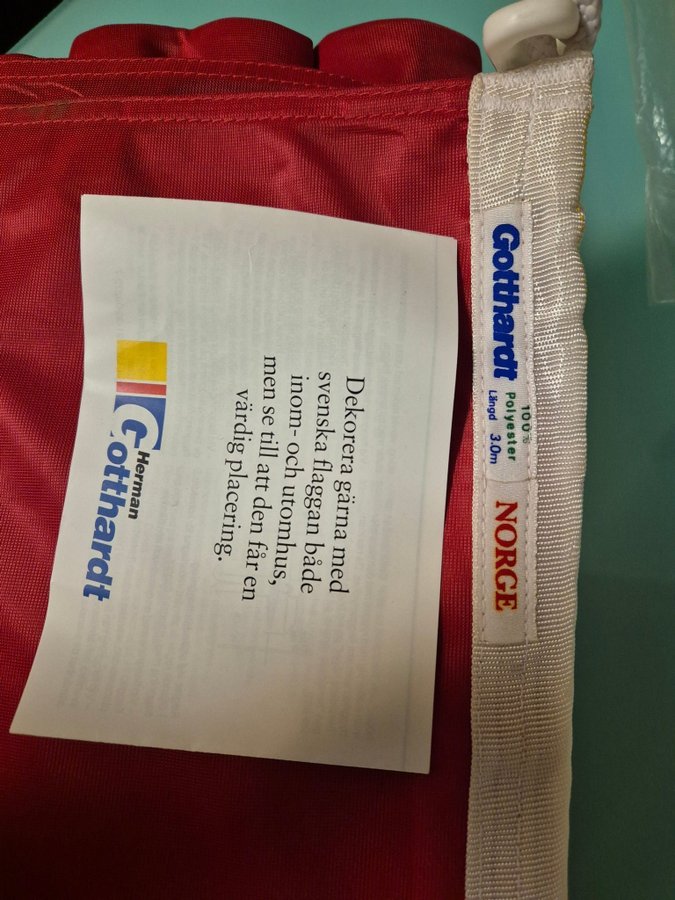 Dekorera gärna med
svenska flaggan både
inom- och utomhus,
men se till att den får en
värdig placering.
Herman
Gotthardt
Gotthardt
100%
Polyester
Längd 3.0m
NORGE